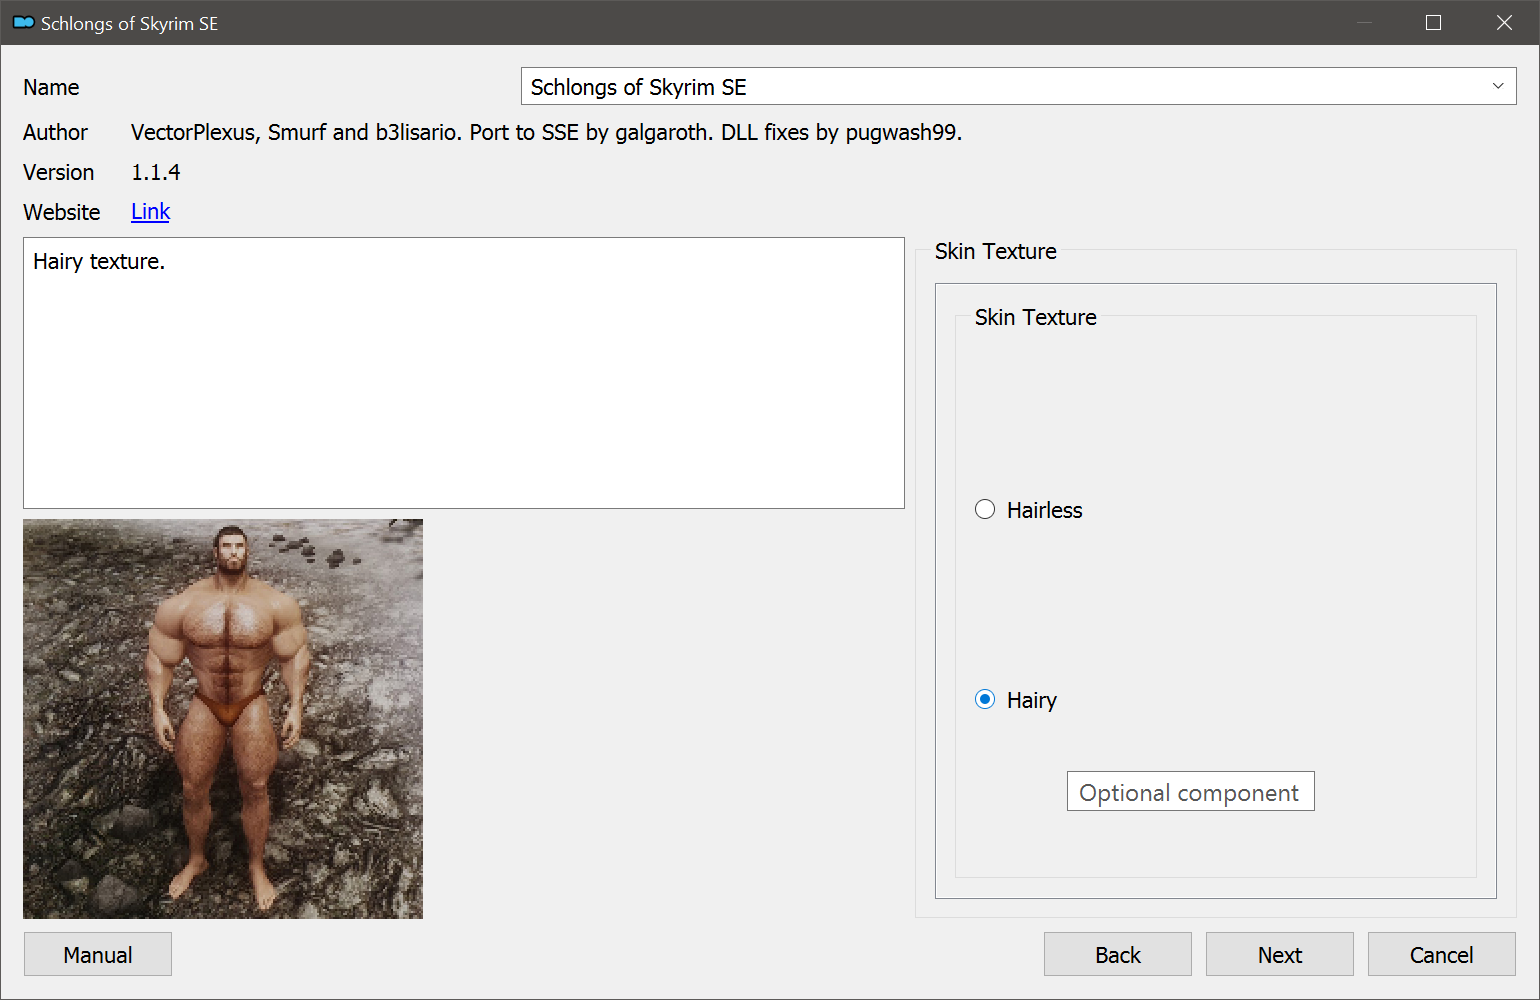 Schlongs of Skyrim SE
Name
Schlongs of Skyrim SE
Author
VectorPlexus, Smurf and b3lisario. Port to SSE by galgaroth. DLL fixes by pugwash99.
Version
1.1.4
Website
Link
Hairy texture.
Skin Texture
Skin Texture
Hairless
Hairy
Optional component
Manual
Back
Next
Cancel